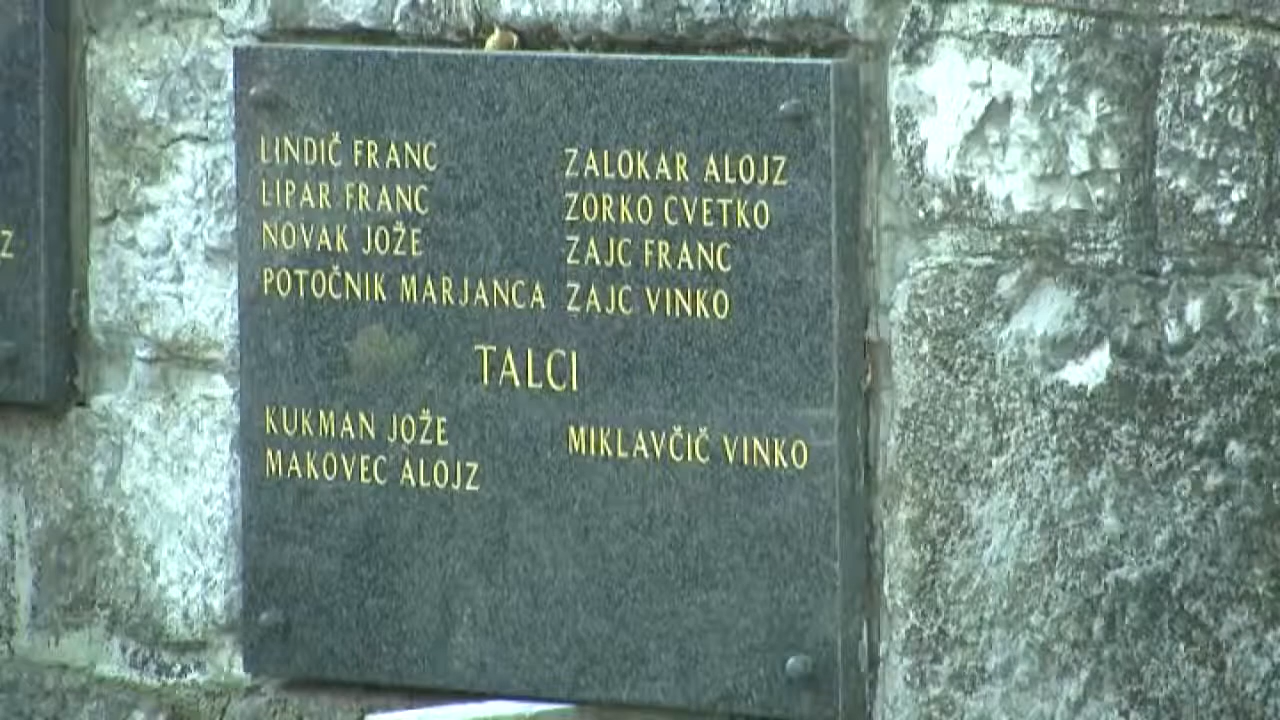 Z
LINDIČ FRANC
LIPAR FRANC
NOVAK JOŽE
POTOČNIK MARJANCA
ZALOKAR ALOJZ
ZORKO CVETKO
ZAJC FRANC
ZAJC VINKO
TALCI
KUKMAN JOŽE
MAKOVEC ALOJZ
MIKLAVČIČ VINKO